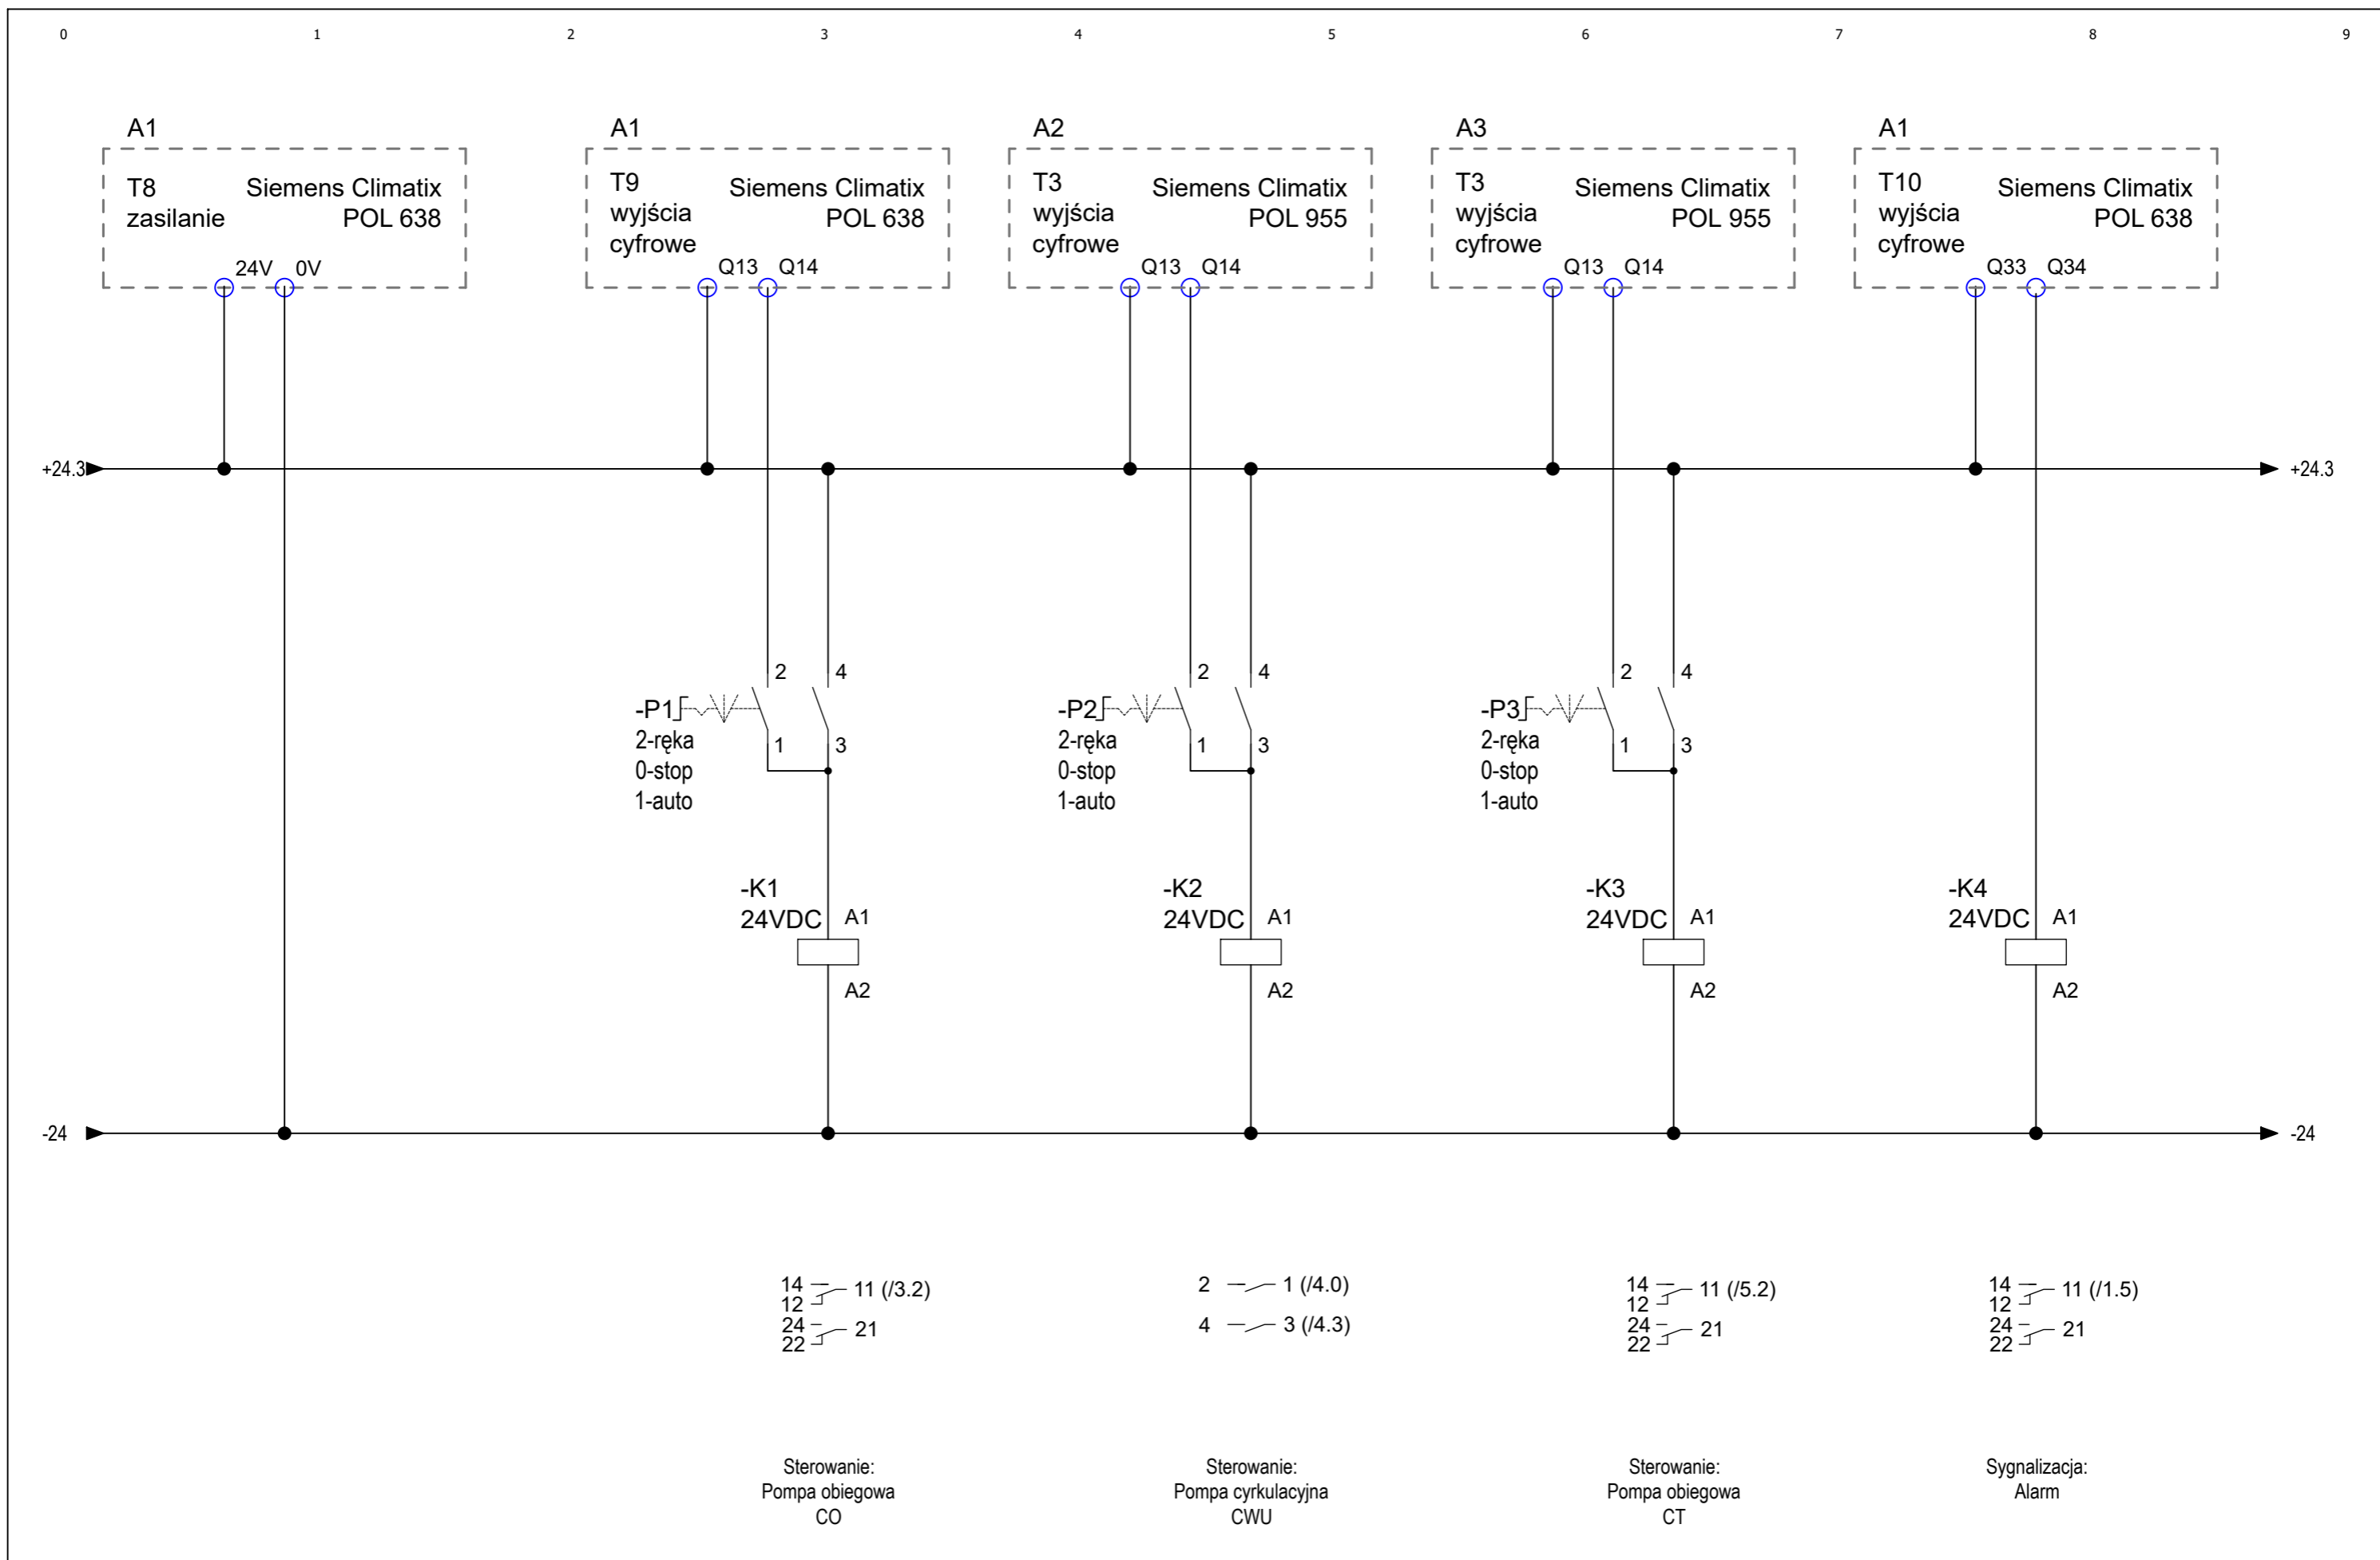 0 1 2 3 4 5 6 7 8 9
A1
T8
zasilanie
Siemens Climatix
POL 638
24V 0V
A1
T9
wyjścia
cyfrowe
Siemens Climatix
POL 638
Q13 Q14
A2
T3
wyjścia
cyfrowe
Siemens Climatix
POL 955
Q13 Q14
A3
T3
wyjścia
cyfrowe
Siemens Climatix
POL 955
Q13 Q14
A1
T10
wyjścia
cyfrowe
Siemens Climatix
POL 638
Q33 Q34
+24.3 +24.3
2 4
-P1
2-ręka
0-stop
1-auto
1 3
2 4
-P2
2-ręka
0-stop
1-auto
1 3
2 4
-P3
2-ręka
0-stop
1-auto
1 3
-K1
24VDC A1
A2
-K2
24VDC A1
A2
-K3
24VDC A1
A2
-K4
24VDC A1
A2
-24 -24
14
11 (/3.2)
12
24
21
22
2 1 (/4.0)
4 3 (/4.3)
14
11 (/5.2)
12
24
21
22
14
11 (/1.5)
12
24
21
22
Sterowanie:
Pompa obiegowa
CO
Sterowanie:
Pompa cyrkulacyjna
CWU
Sterowanie:
Pompa obiegowa
CT
Sygnalizacja:
Alarm